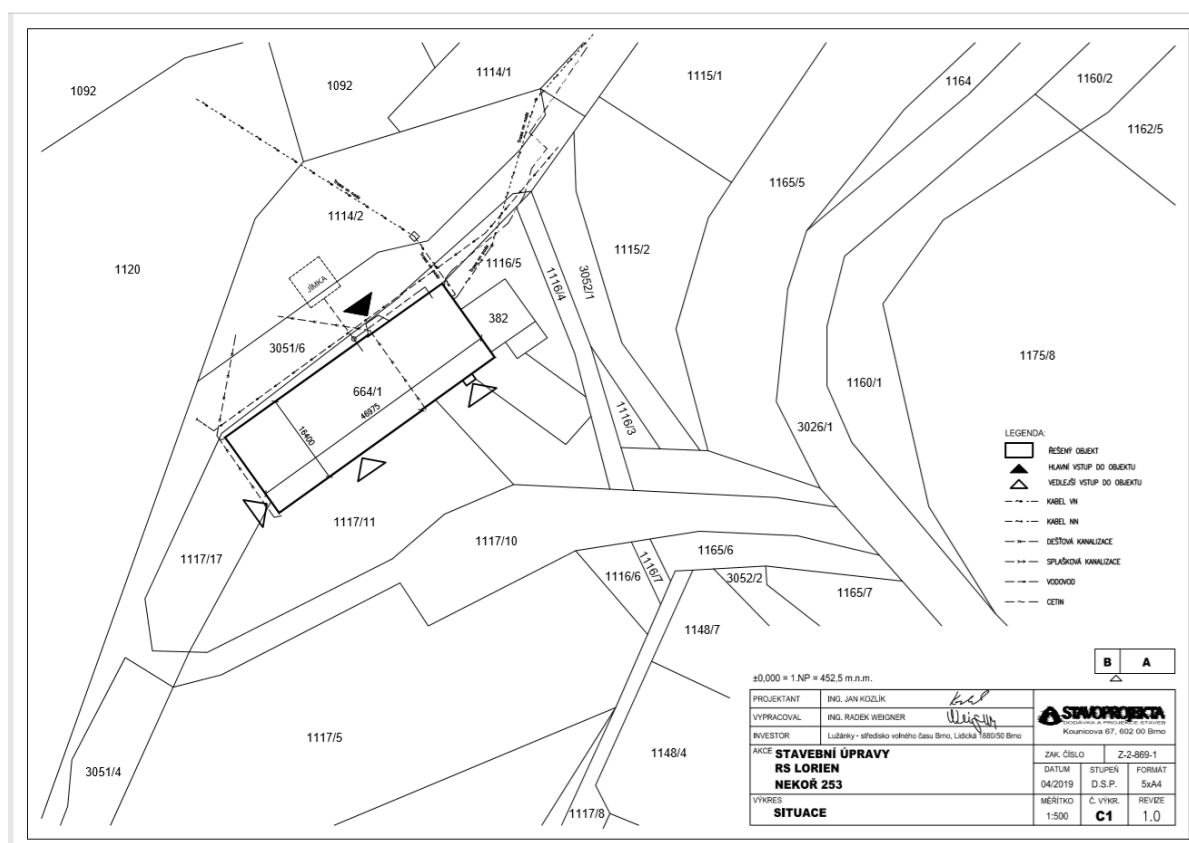 1092
1092
1114/1
1115/1
1164
1160/2
1162/5
1165/5
1114/2
1120
1116/5
1115/2
1116/4
3052/1
JÍMKA
382
3051/6
1175/8
664/1
46975
16400
1160/1
1116/3
3026/1
LEGENDA:
ŘEŠENÝ OBJEKT
HLAVNÍ VSTUP DO OBJEKTU
VEDLEJŠÍ VSTUP DO OBJEKTU
KABEL VN
KABEL NN
DEŠŤOVÁ KANALIZACE
SPLAŠKOVÁ KANALIZACE
VODOVOD
CETIN
1117/11
1117/17
1117/10
1165/6
1116/6
1116/7
3052/2
1165/7
1148/7
1117/5
1148/4
3051/4
1117/8
B A
±0,000 = 1.NP = 452,5 m.n.m.
PROJEKTANT ING. JAN KOZLÍK
VYPRACOVAL ING. RADEK WEIGNER
INVESTOR Lužánky - středisko volného času Brno, Lidická 1880/50 Brno
STAVOPROJEKTA
DODÁVKA A PROJEKCE STAVEB
Kounicova 67, 602 00 Brno
AKCE STAVEBNÍ ÚPRAVY
RS LORIEN
NEKOŘ 253
ZAK. ČÍSLO Z-2-869-1
DATUM STUPEŇ FORMÁT
04/2019 D.S.P. 5xA4
VÝKRES
SITUACE
MĚŘÍTKO Č. VÝKR. REVIZE
1:500 C1 1.0